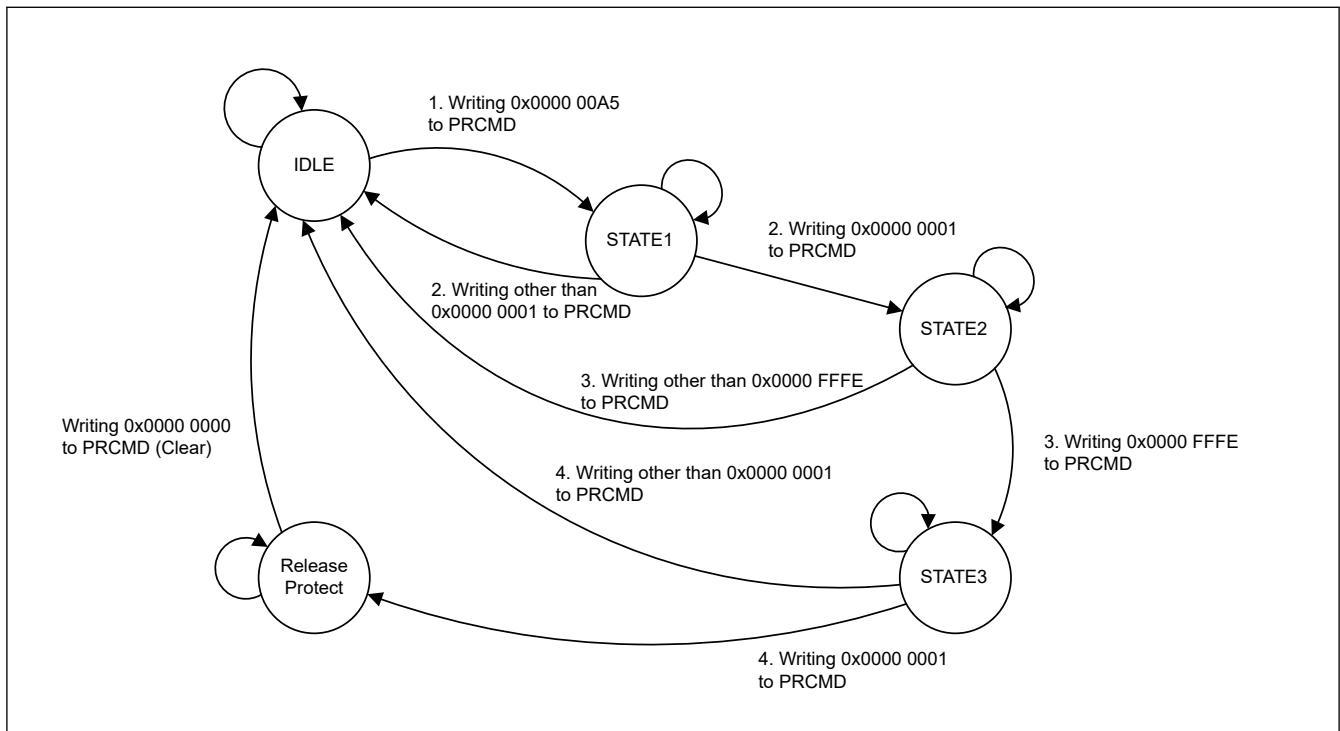 1. Writing 0x0000 00A5
to PRCMD
IDLE
STATE1
2. Writing 0x0000 0001
to PRCMD
2. Writing other than
0x0000 0001 to PRCMD
STATE2
3. Writing other than 0x0000 FFFE
to PRCMD
Writing 0x0000 0000
to PRCMD (Clear)
3. Writing 0x0000 FFFE
to PRCMD
4. Writing other than 0x0000 0001
to PRCMD
Release
Protect
STATE3
4. Writing 0x0000 0001
to PRCMD